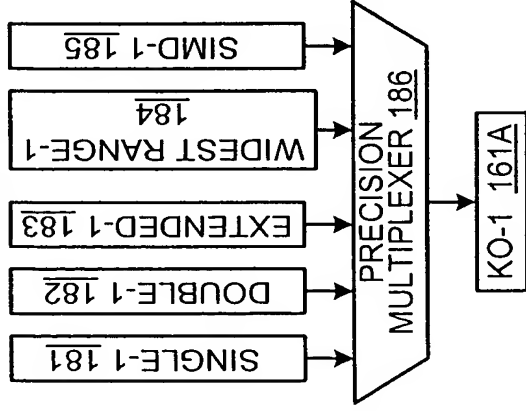 SIMD-1 185
WIDEST RANGE-1
184
EXTENDED-1 183
DOUBLE-1 182
SINGLE-1 181
PRECISION
MULTIPLEXER 186
KO-1 161A